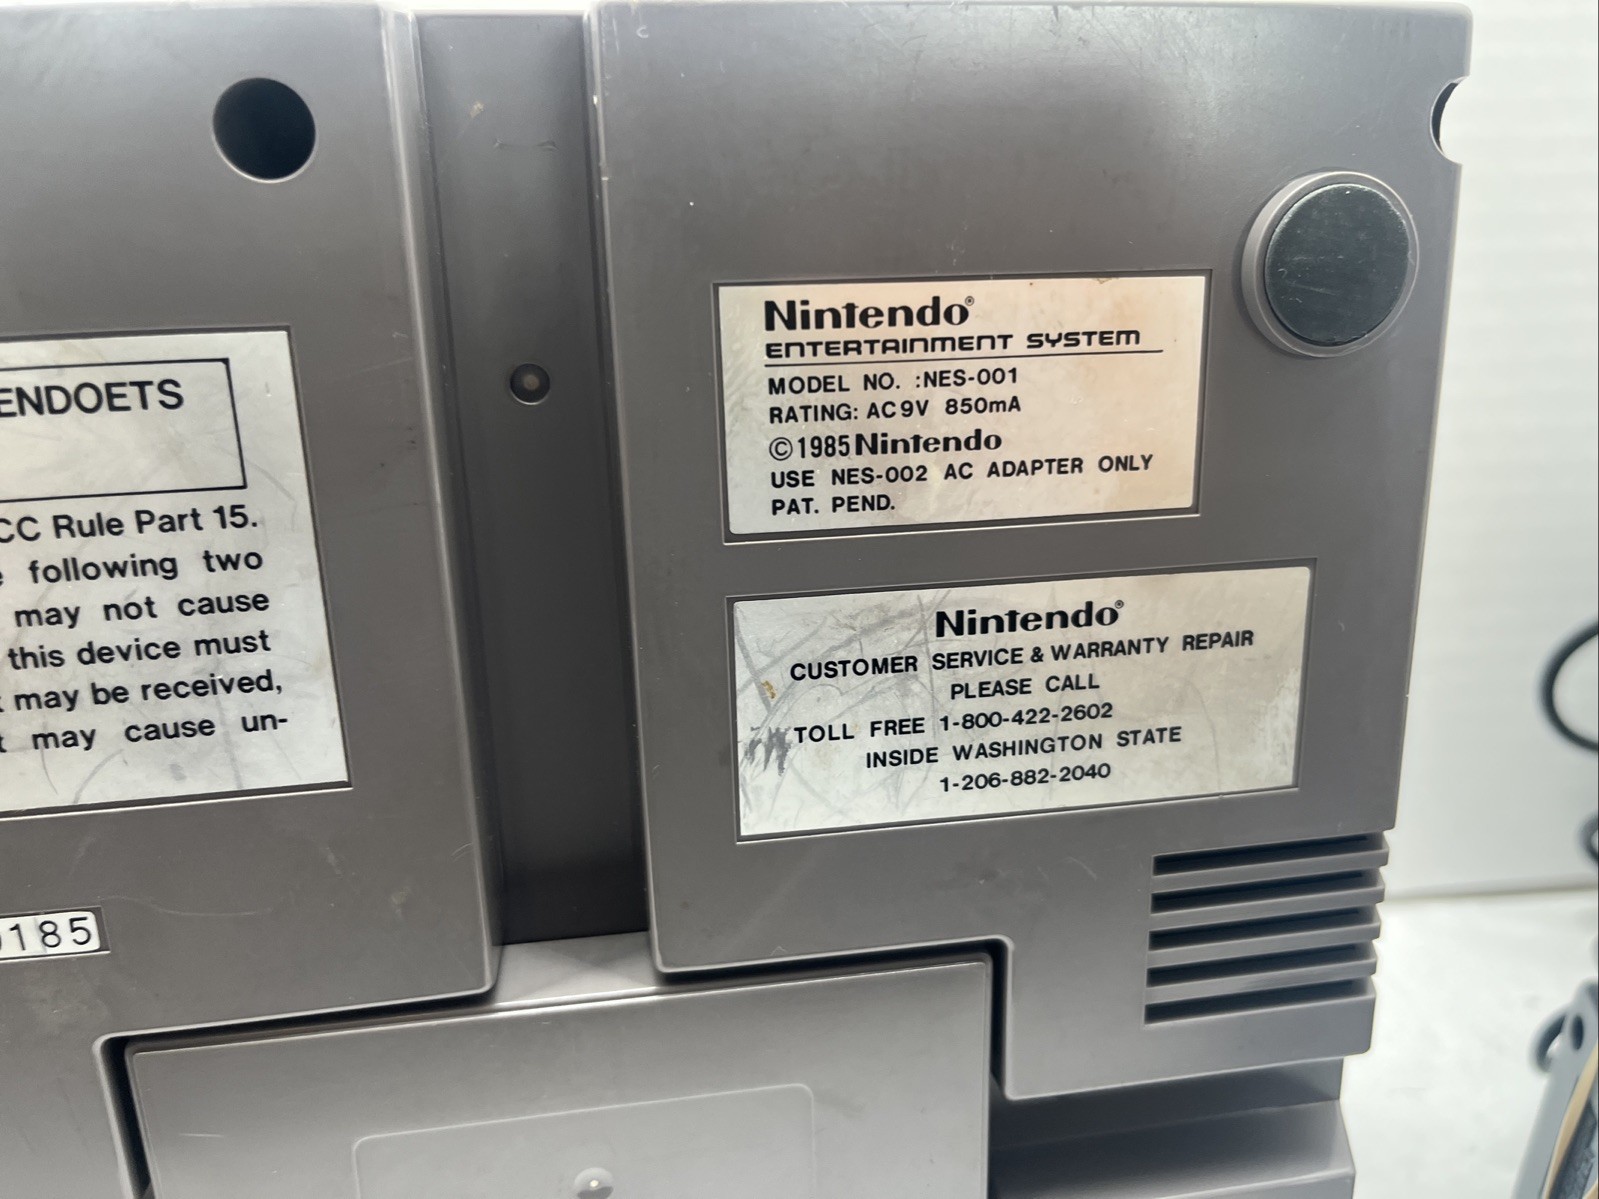 ENDOETS
CC Rule Part 15.
following two
may not cause
this device must
may be received,
may cause un-
185
Nintendo®
ENTERTAINMENT SYSTEM
MODEL NO. :NES-001
RATING: AC 9V 850mA
©1985 Nintendo
USE NES-002 AC ADAPTER ONLY
PAT. PEND.
Nintendo®
CUSTOMER SERVICE & WARRANTY REPAIR
PLEASE CALL
TOLL FREE 1-800-422-2602
INSIDE WASHINGTON STATE
1-206-882-2040